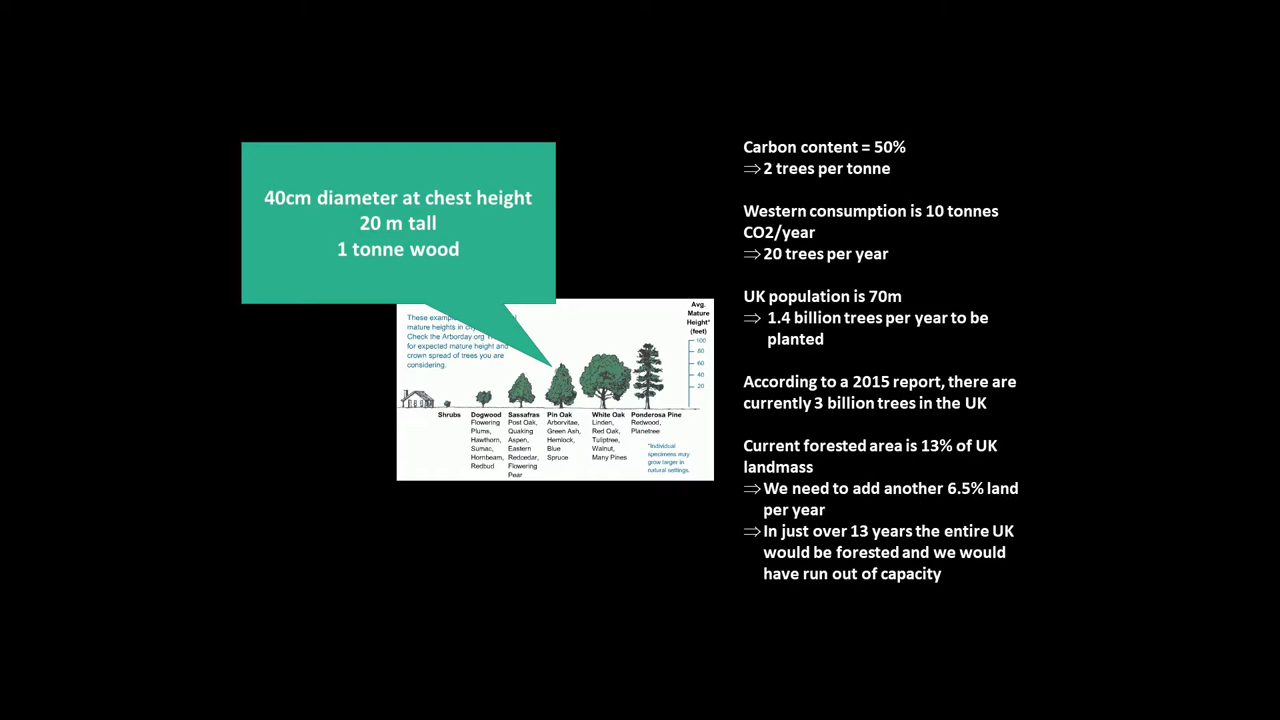 40cm diameter at chest height
20 m tall
1 tonne wood
Carbon content = 50%
⇒ 2 trees per tonne
Western consumption is 10 tonnes
CO2/year
⇒ 20 trees per year
UK population is 70m
⇒ 1.4 billion trees per year to be
planted
According to a 2015 report, there are
currently 3 billion trees in the UK
Current forested area is 13% of UK
landmass
⇒ We need to add another 6.5% land
per year
⇒ In just over 13 years the entire UK
would be forested and we would
have run out of capacity
These
mature heights in
Check the Arborday.org
for expected mature height and
crown spread of trees you are
considering.
Avg.
Mature
Height*
(feet)
100
80
60
40
20
Shrubs
Dogwood
Flowering
Plums,
Hawthorn,
Sumac,
Hornbeam,
Redbud
Sassafras
Post Oak,
Quaking
Aspen,
Eastern
Redcedar,
Flowering
Pear
Pin Oak
Arborvitae,
Green Ash,
Hemlock,
Blue
Spruce
White Oak
Linden,
Red Oak,
Tuliptree,
Walnut,
Many Pines
Ponderosa Pine
Redwood,
Planetree
*Individual
specimens may
grow larger in
natural settings.